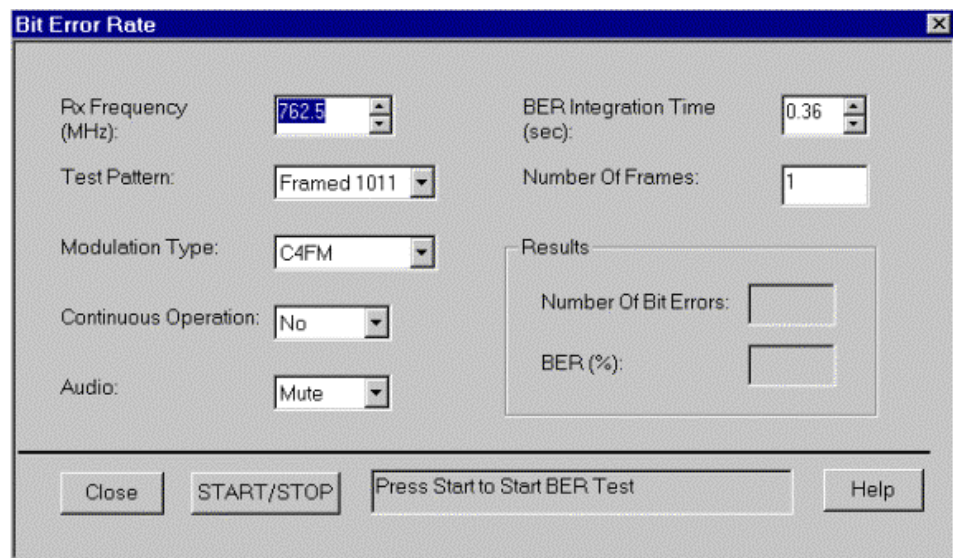 Bit Error Rate
Rx Frequency
(MHz):
762.5
Test Pattern:
Framed 1011
Modulation Type:
C4FM
Continuous Operation:
No
Audio:
Mute
BER Integration Time
(sec):
0.36
Number Of Frames:
1
Results
Number Of Bit Errors:
BER (%):
Close
START/STOP
Press Start to Start BER Test
Help